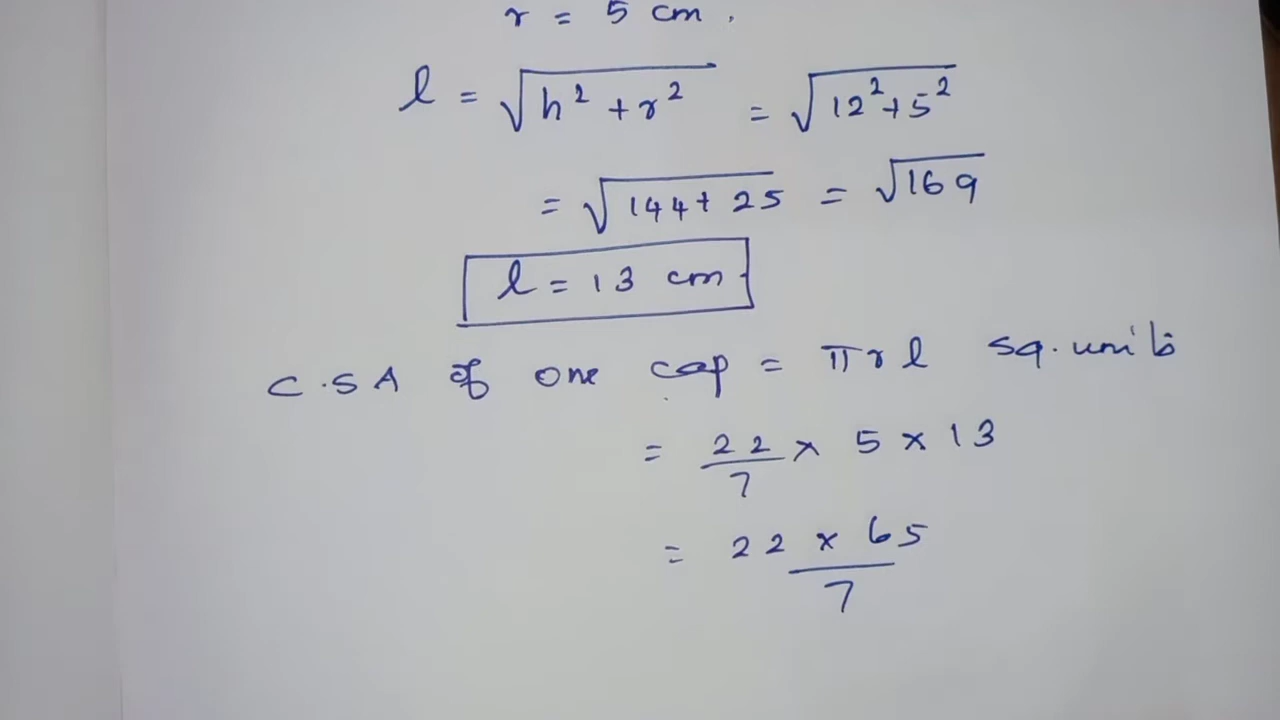 r = 5 cm.
l = √(h² + r²) = √(12² + 5²)
= √(144 + 25) = √169
l = 13 cm
C.S.A of one cap = πrl sq. units
= 22/7 × 5 × 13
= 22 × 65/7